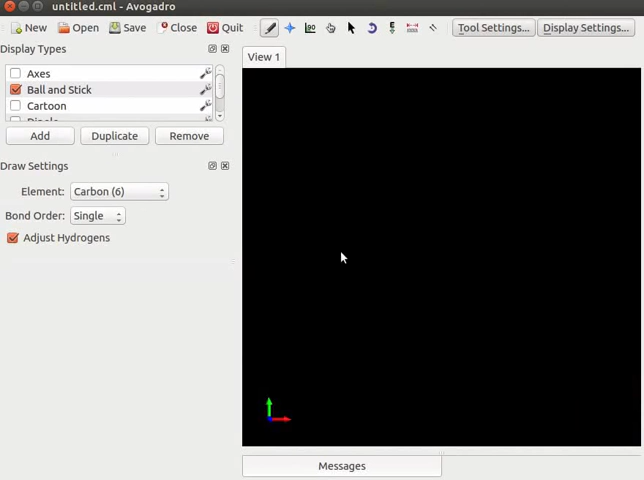 untitled.cml - Avogadro
New Open Save Close Quit Tool Settings... Display Settings...
Display Types
View 1
Axes
Ball and Stick
Cartoon
Add Duplicate Remove
Draw Settings
Element: Carbon (6)
Bond Order: Single
Adjust Hydrogens
Messages